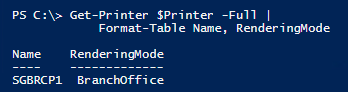 PS C:\> Get-Printer $Printer -Full |
Format-Table Name, RenderingMode
Name RenderingMode
---- -------------
SGBRCP1 BranchOffice